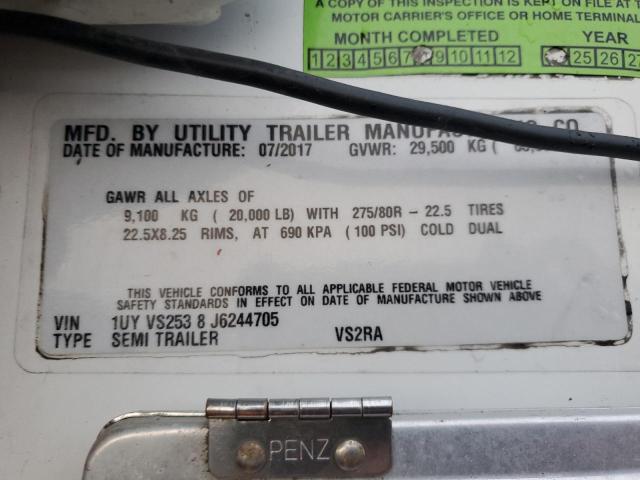 A COPY OF THIS INSPECTION IS KEPT ON FILE AT
MOTOR CARRIER'S OFFICE OR HOME TERMINAL
MONTH COMPLETED YEAR
1 2 3 4 5 6 7 9 10 11 12 25 26 27
MFD. BY UTILITY TRAILER CO.
DATE OF MANUFACTURE: 07/2017 GVWR: 29,500 KG (
GAWR ALL AXLES OF
9,100 KG ( 20,000 LB) WITH 275/80R - 22.5 TIRES
22.5X8.25 RIMS, AT 690 KPA ( 100 PSI) COLD DUAL
THIS VEHICLE CONFORMS TO ALL APPLICABLE FEDERAL MOTOR VEHICLE
SAFETY STANDARDS IN EFFECT ON DATE OF MANUFACTURE SHOWN ABOVE
VIN 1UY VS253 8 J6244705
TYPE SEMI TRAILER VS2RA
PENZ